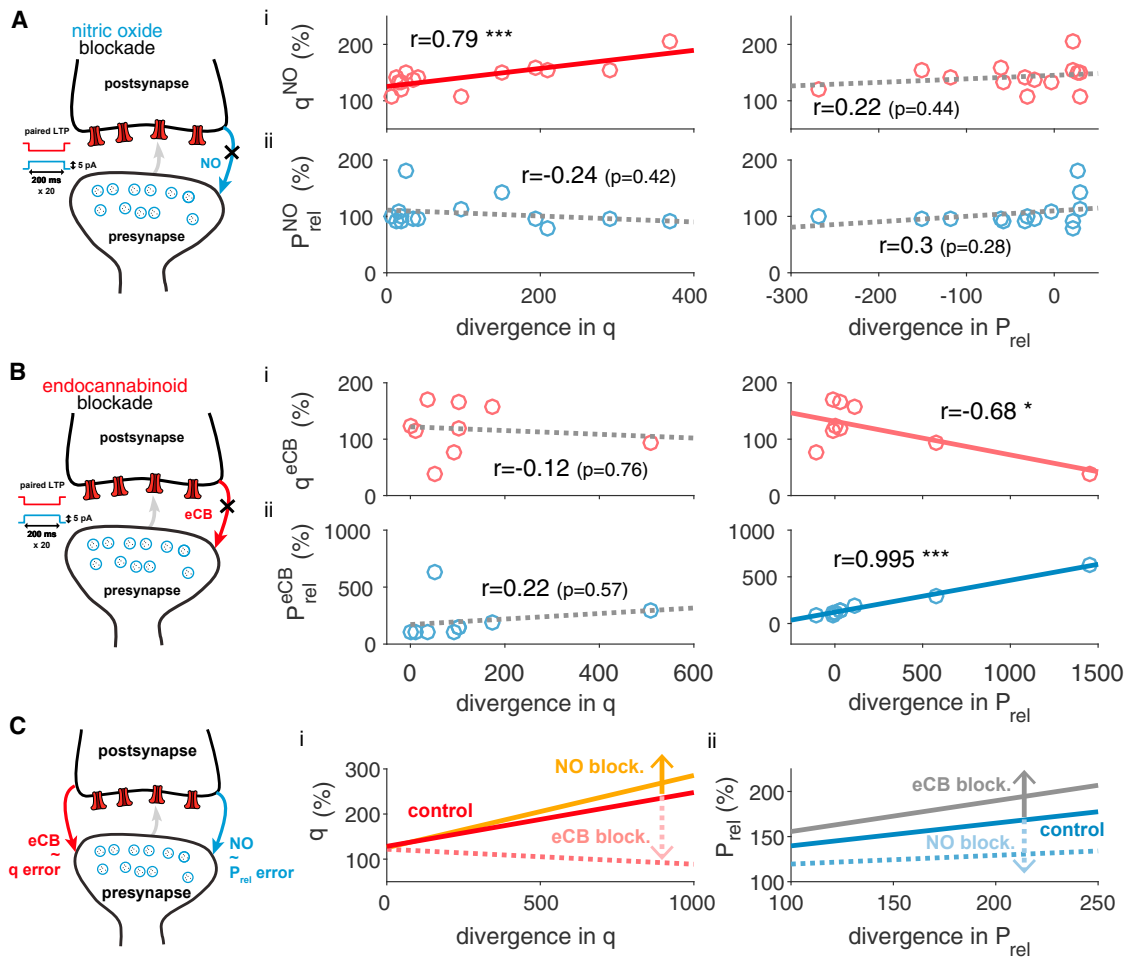 A
nitric oxide
blockade
postsynapse
paired LTP
5 pA
200 ms
x 20
NO
presynapse
i
q^NO (%)
200
100
r=0.79 ***
r=0.22 (p=0.44)
ii
P_rel^NO (%)
200
100
0
r=-0.24 (p=0.42)
r=0.3 (p=0.28)
0 200 400
divergence in q
-300 -200 -100 0
divergence in P_rel
B
endocannabinoid
blockade
postsynapse
paired LTP
5 pA
200 ms
x 20
eCB
presynapse
i
q^eCB (%)
200
100
0
r=-0.12 (p=0.76)
r=-0.68 *
ii
P_rel^eCB (%)
1000
500
0
r=0.22 (p=0.57)
1000
500
0
r=0.995 ***
0 200 400 600
divergence in q
0 500 1000 1500
divergence in P_rel
C
postsynapse
eCB
~
q error
NO
~
P_rel error
presynapse
i
q (%)
300
200
100
control
NO block.
eCB block.
0 500 1000
divergence in q
ii
P_rel (%)
200
150
100
eCB block.
control
NO block.
100 150 200 250
divergence in P_rel